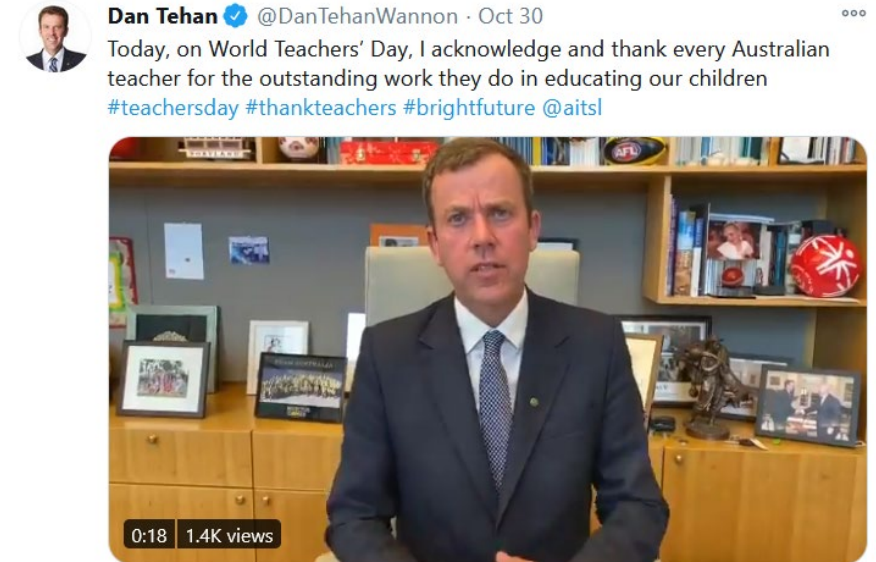 Dan Tehan @DanTehanWannon · Oct 30
Today, on World Teachers' Day, I acknowledge and thank every Australian
teacher for the outstanding work they do in educating our children
#teachersday #thankteachers #brightfuture @aitsl
PORTLAND
AFL
0:18 1.4K views